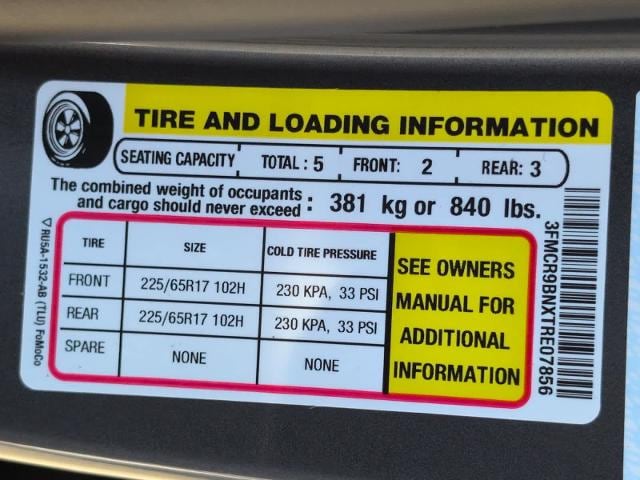 TIRE AND LOADING INFORMATION
SEATING CAPACITY TOTAL : 5 FRONT: 2 REAR: 3
The combined weight of occupants
and cargo should never exceed : 381 kg or 840 lbs.
TIRE SIZE COLD TIRE PRESSURE
FRONT 225/65R17 102H 230 KPA, 33 PSI
REAR 225/65R17 102H 230 KPA, 33 PSI
SPARE NONE NONE
SEE OWNERS
MANUAL FOR
ADDITIONAL
INFORMATION
3FMCR9BNXTRE07856
RU5A-1532-AB (TLU) FoMoCo